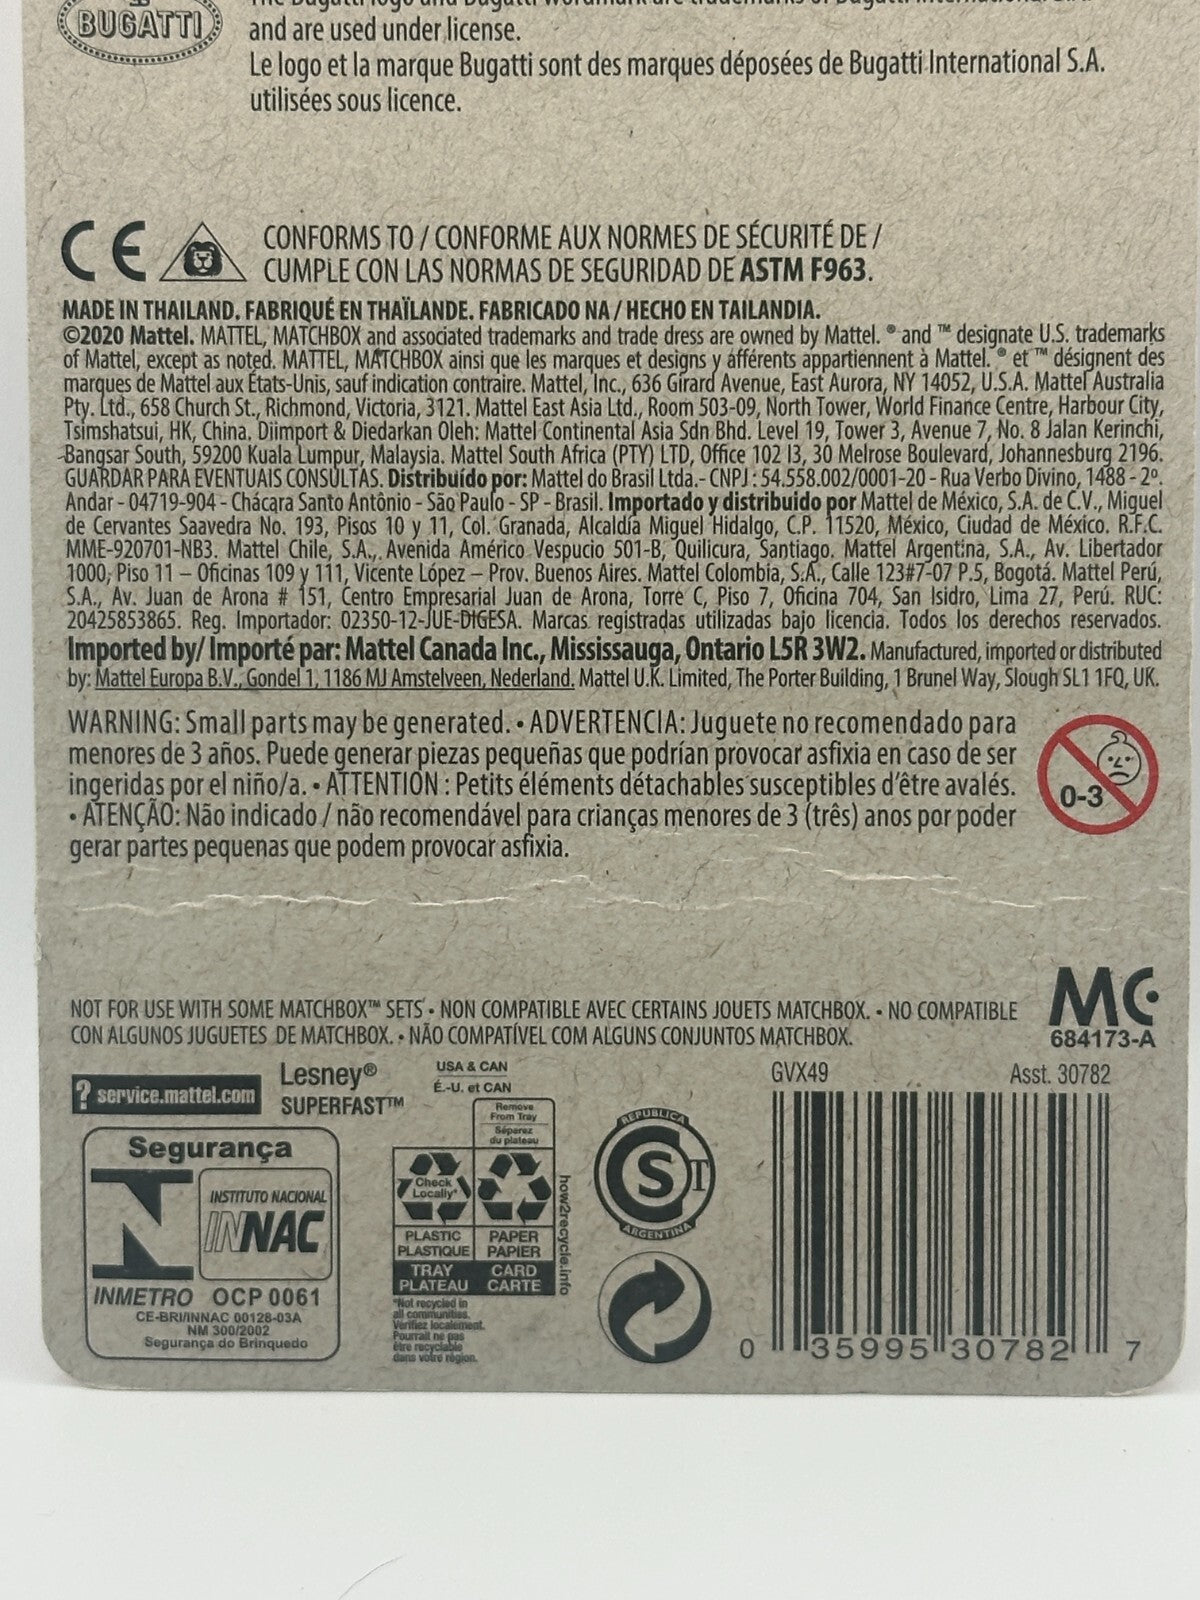 BUGATTI
and are used under license.
Le logo et la marque Bugatti sont des marques déposées de Bugatti International S.A.
utilisées sous licence.
CE
CONFORMS TO / CONFORME AUX NORMES DE SÉCURITÉ DE /
CUMPLE CON LAS NORMAS DE SEGURIDAD DE ASTM F963.
MADE IN THAILAND. FABRIQUÉ EN THAÏLANDE. FABRICADO NA / HECHO EN TAILANDIA.
©2020 Mattel. MATTEL, MATCHBOX and associated trademarks and trade dress are owned by Mattel. ® and ™ designate U.S. trademarks
of Mattel, except as noted. MATTEL, MATCHBOX ainsi que les marques et designs y afférents appartiennent à Mattel. ® et ™ désignent des
marques de Mattel aux États-Unis, sauf indication contraire. Mattel, Inc., 636 Girard Avenue, East Aurora, NY 14052, U.S.A. Mattel Australia
Pty. Ltd., 658 Church St., Richmond, Victoria, 3121. Mattel East Asia Ltd., Room 503-09, North Tower, World Finance Centre, Harbour City,
Tsimshatsui, HK, China. Diimport & Diedarkan Oleh: Mattel Continental Asia Sdn Bhd. Level 19, Tower 3, Avenue 7, No. 8 Jalan Kerinchi,
Bangsar South, 59200 Kuala Lumpur, Malaysia. Mattel South Africa (PTY) LTD, Office 102 I3, 30 Melrose Boulevard, Johannesburg 2196.
GUARDAR PARA EVENTUAIS CONSULTAS. Distribuído por: Mattel do Brasil Ltda.- CNPJ : 54.558.002/0001-20 - Rua Verbo Divino, 1488 - 2º.
Andar - 04719-904 - Chácara Santo Antônio - São Paulo - SP - Brasil. Importado y distribuido por Mattel de México, S.A. de C.V., Miguel
de Cervantes Saavedra No. 193, Pisos 10 y 11, Col. Granada, Alcaldía Miguel Hidalgo, C.P. 11520, México, Ciudad de México. R.F.C.
MME-920701-NB3. Mattel Chile, S.A., Avenida Américo Vespucio 501-B, Quilicura, Santiago. Mattel Argentina, S.A., Av. Libertador
1000, Piso 11 – Oficinas 109 y 111, Vicente López – Prov. Buenos Aires. Mattel Colombia, S.A., Calle 123#7-07 P.5, Bogotá. Mattel Perú,
S.A., Av. Juan de Arona # 151, Centro Empresarial Juan de Arona, Torre C, Piso 7, Oficina 704, San Isidro, Lima 27, Perú. RUC:
20425853865. Reg. Importador: 02350-12-JUE-DIGESA. Marcas registradas utilizadas bajo licencia. Todos los derechos reservados.
Imported by/ Importé par: Mattel Canada Inc., Mississauga, Ontario L5R 3W2. Manufactured, imported or distributed
by: Mattel Europa B.V., Gondel 1, 1186 MJ Amstelveen, Nederland. Mattel U.K. Limited, The Porter Building, 1 Brunel Way, Slough SL1 1FQ, UK.
WARNING: Small parts may be generated. • ADVERTENCIA: Juguete no recomendado para
menores de 3 años. Puede generar piezas pequeñas que podrían provocar asfixia en caso de ser
ingeridas por el niño/a. • ATTENTION : Petits éléments détachables susceptibles d'être avalés.
• ATENÇÃO: Não indicado / não recomendável para crianças menores de 3 (três) anos por poder
gerar partes pequenas que podem provocar asfixia.
0-3
NOT FOR USE WITH SOME MATCHBOX™ SETS • NON COMPATIBLE AVEC CERTAINS JOUETS MATCHBOX. • NO COMPATIBLE
CON ALGUNOS JUGUETES DE MATCHBOX. • NÃO COMPATÍVEL COM ALGUNS CONJUNTOS MATCHBOX.
MC
684173-A
? service.mattel.com
Lesney®
SUPERFAST™
USA & CAN
É.-U. et CAN
GVX49
Asst. 30782
Remove
From Tray
Séparez
du plateau
Check
Locally*
PLASTIC
PLASTIQUE
PAPER
PAPIER
TRAY
PLATEAU
CARD
CARTE
how2recycle.info
*Not recycled in
all communities.
Vérifiez localement.
Pourrait ne pas
être recyclable
dans votre région.
Segurança
INSTITUTO NACIONAL
INNAC
INMETRO OCP 0061
CE-BRI/INNAC 00128-03A
NM 300/2002
Segurança do Brinquedo
REPUBLICA
S T
ARGENTINA
0 35995 30782 7